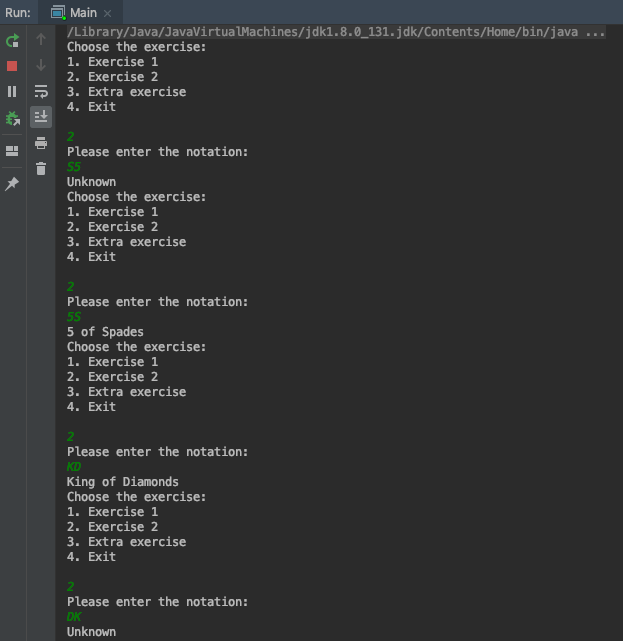 Run: Main
/Library/Java/JavaVirtualMachines/jdk1.8.0_131.jdk/Contents/Home/bin/java ...
Choose the exercise:
1. Exercise 1
2. Exercise 2
3. Extra exercise
4. Exit
2
Please enter the notation:
S5
Unknown
Choose the exercise:
1. Exercise 1
2. Exercise 2
3. Extra exercise
4. Exit
2
Please enter the notation:
5S
5 of Spades
Choose the exercise:
1. Exercise 1
2. Exercise 2
3. Extra exercise
4. Exit
2
Please enter the notation:
KD
King of Diamonds
Choose the exercise:
1. Exercise 1
2. Exercise 2
3. Extra exercise
4. Exit
2
Please enter the notation:
DK
Unknown